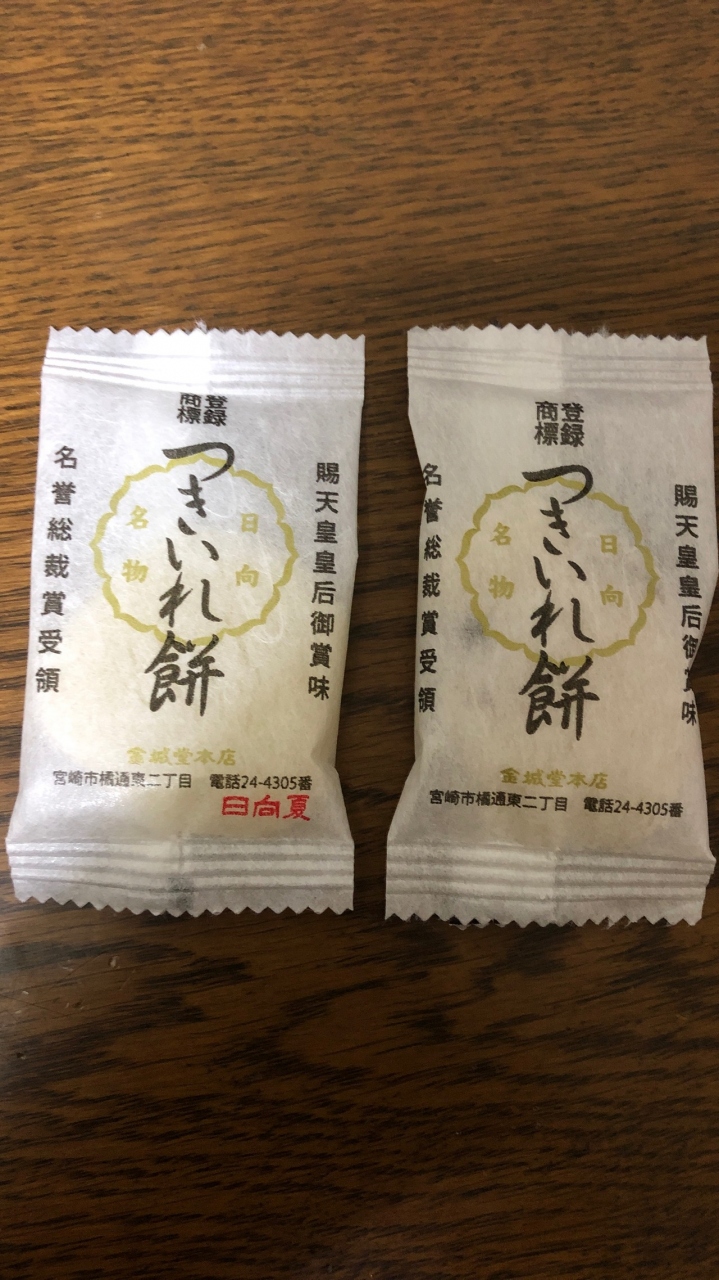 登録
商標
つきいれ餅
日向
名物
賜天皇皇后御賞味
名誉総裁賞受領
金城堂本店
宮崎市橘通東二丁目 電話24-4305番
日向夏
登録
商標
つきいれ餅
日向
名物
賜天皇皇后御賞味
名誉総裁賞受領
金城堂本店
宮崎市橘通東二丁目 電話24-4305番